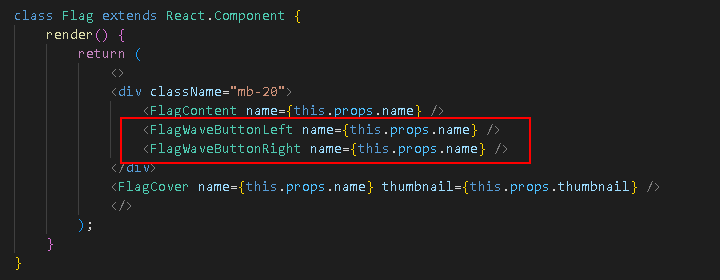 class Flag extends React.Component {
render() {
return (
<>
<div className="mb-20">
<FlagContent name={this.props.name} />
<FlagWaveButtonLeft name={this.props.name} />
<FlagWaveButtonRight name={this.props.name} />
</div>
<FlagCover name={this.props.name} thumbnail={this.props.thumbnail} />
</>
);
}
}